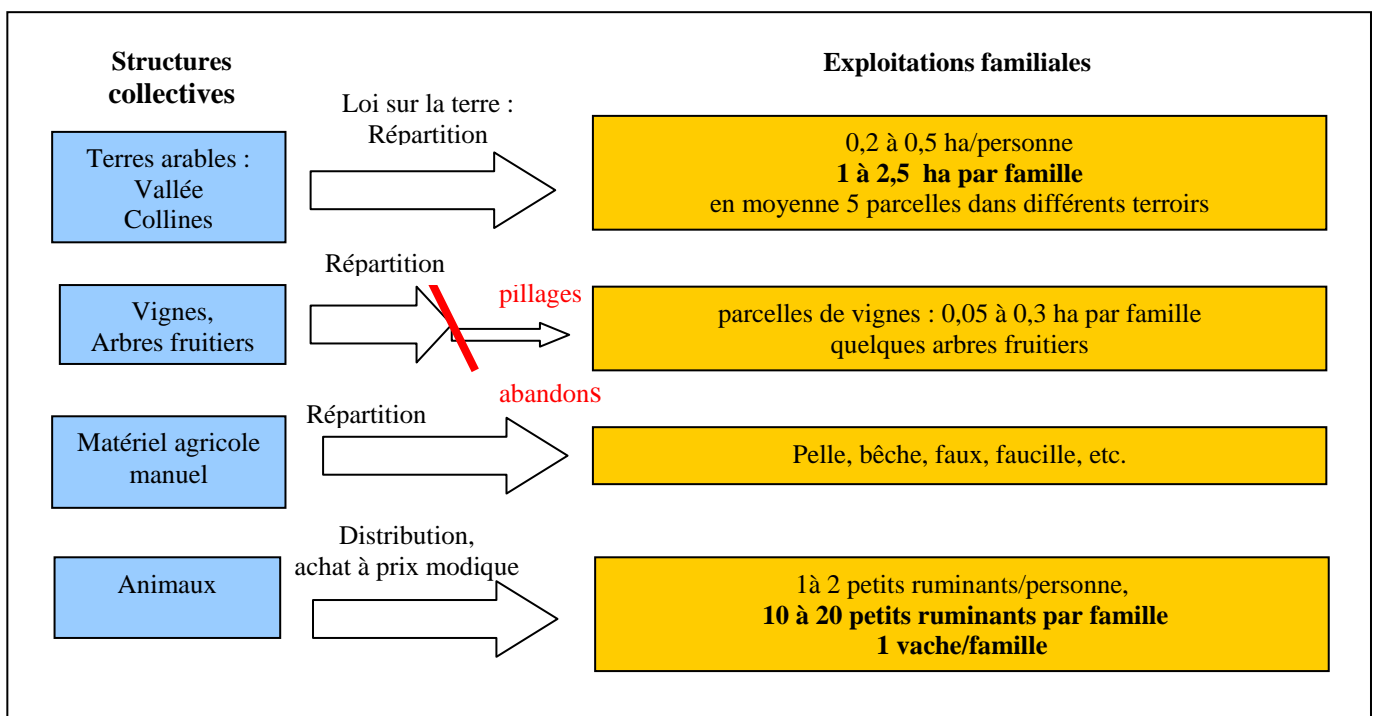 Structures
collectives
Exploitations familiales
Loi sur la terre :
Répartition
Terres arables :
Vallée
Collines
0,2 à 0,5 ha/personne
1 à 2,5 ha par famille
en moyenne 5 parcelles dans différents terroirs
Répartition
pillages
Vignes,
Arbres fruitiers
parcelles de vignes : 0,05 à 0,3 ha par famille
quelques arbres fruitiers
abandons
Répartition
Matériel agricole
manuel
Pelle, bêche, faux, faucille, etc.
Distribution,
achat à prix modique
Animaux
1à 2 petits ruminants/personne,
10 à 20 petits ruminants par famille
1 vache/famille